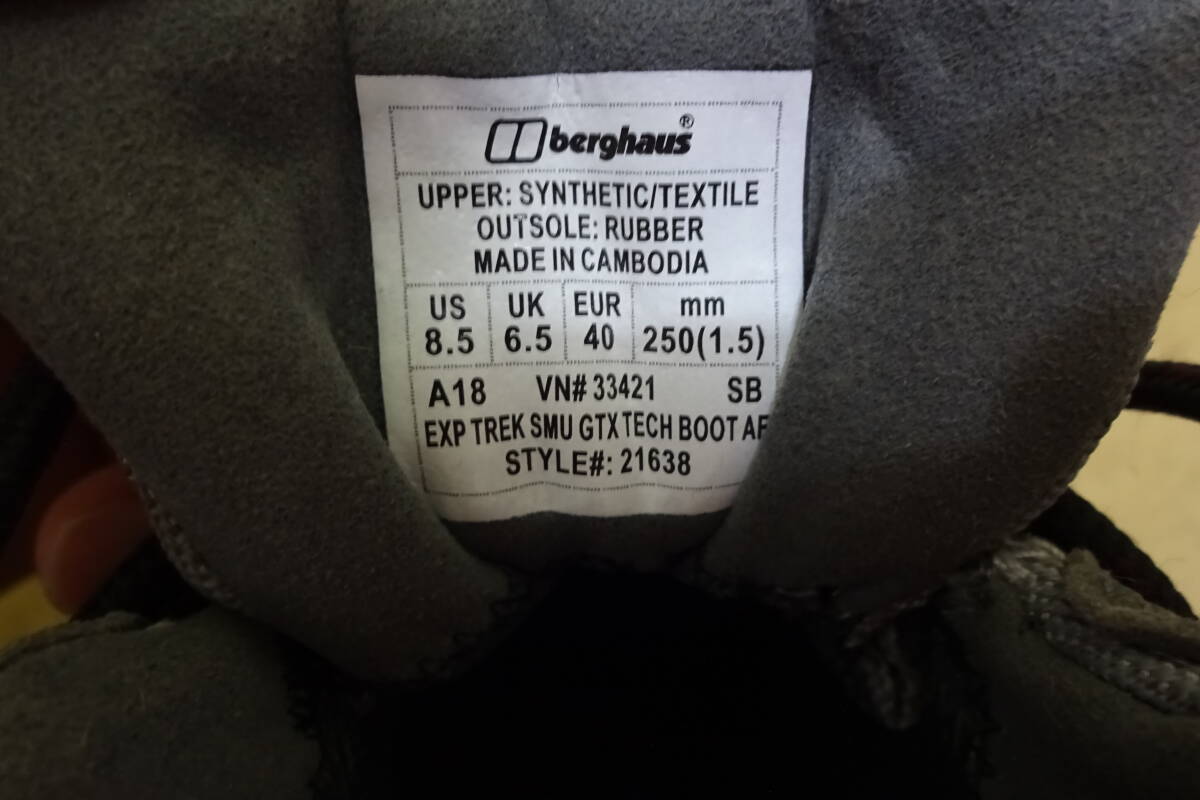 berghaus®
UPPER: SYNTHETIC/TEXTILE
OUTSOLE: RUBBER
MADE IN CAMBODIA
US UK EUR mm
8.5 6.5 40 250(1.5)
A18 VN# 33421 SB
EXP TREK SMU GTX TECH BOOT AF
STYLE#: 21638